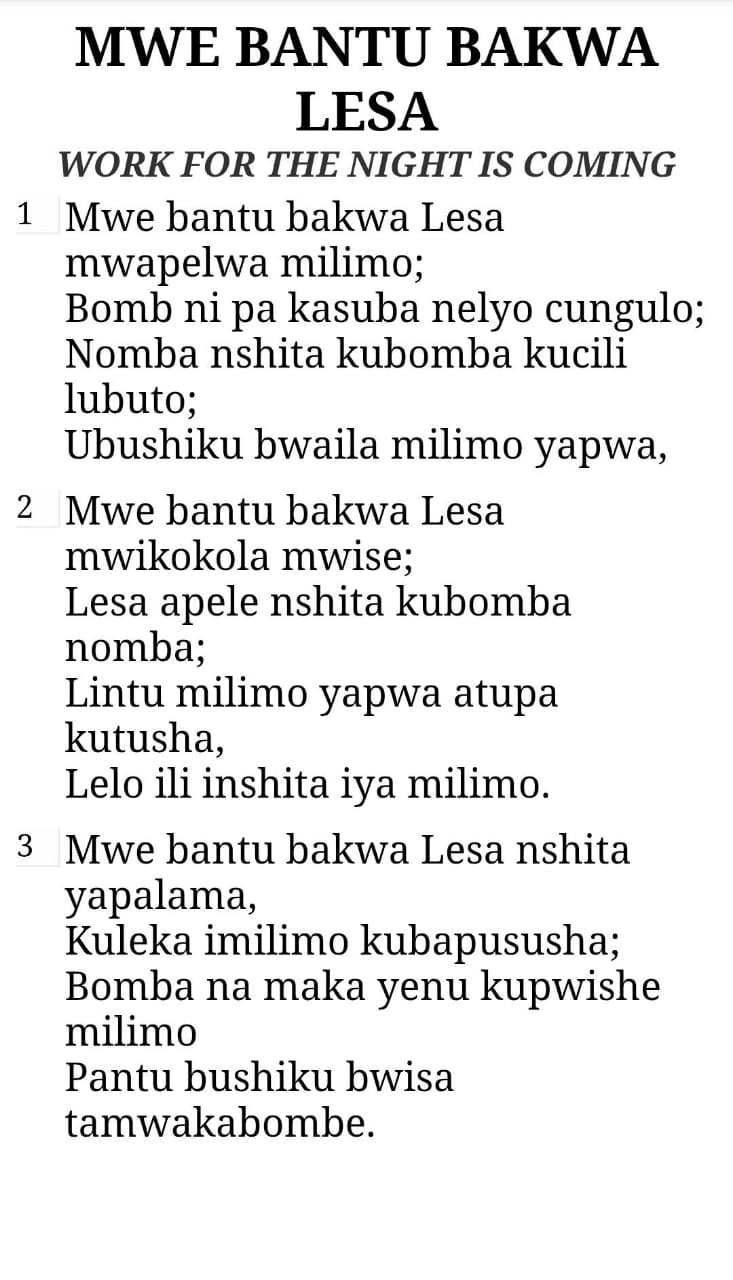 MWE BANTU BAKWA
LESA
WORK FOR THE NIGHT IS COMING
1 Mwe bantu bakwa Lesa
mwapelwa milimo;
Bomb ni pa kasuba nelyo cungulo;
Nomba nshita kubomba kucili
lubuto;
Ubushiku bwaila milimo yapwa,
2 Mwe bantu bakwa Lesa
mwikokola mwise;
Lesa apele nshita kubomba
nomba;
Lintu milimo yapwa atupa
kutusha,
Lelo ili inshita iya milimo.
3 Mwe bantu bakwa Lesa nshita
yapalama,
Kuleka imilimo kubapususha;
Bomba na maka yenu kupwishe
milimo
Pantu bushiku bwisa
tamwakabombe.